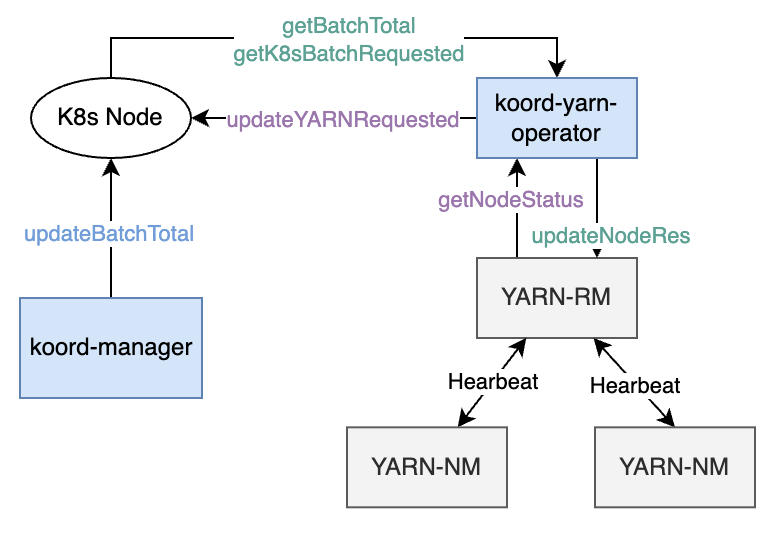 getBatchTotal
getK8sBatchRequested
K8s Node
updateYARNRequested
koord-yarn-
operator
getNodeStatus
updateBatchTotal
updateNodeRes
YARN-RM
koord-manager
Hearbeat
Hearbeat
YARN-NM
YARN-NM